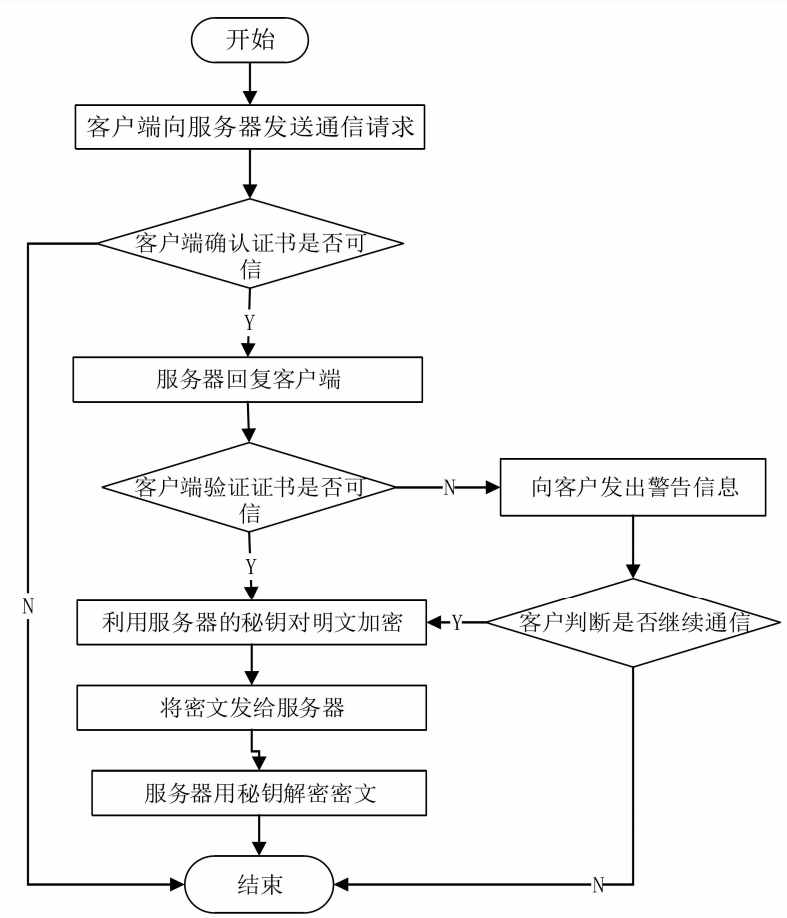 开始
客户端向服务器发送通信请求
客户端确认证书是否可
信
Y
服务器回复客户端
客户端验证证书是否可
信
N
向客户发出警告信息
Y
N
利用服务器的秘钥对明文加密
Y
客户判断是否继续通信
将密文发给服务器
服务器用秘钥解密密文
结束
N